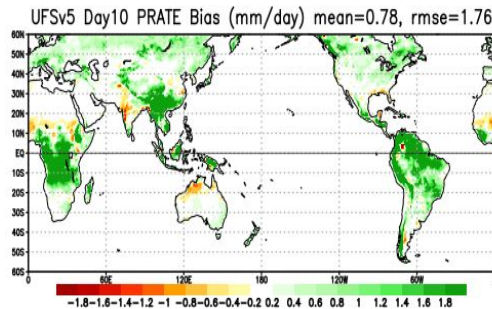 UFSv5 Day10 PRATE Bias (mm/day) mean=0.78, rmse=1.76
60N
50N
40N
30N
20N
10N
EQ
10S
20S
30S
40S
50S
60S
0 60E 120E 180 120W 60W
-1.8-1.6-1.4-1.2 -1 -0.8-0.6-0.4-0.2 0.2 0.4 0.6 0.8 1 1.2 1.4 1.6 1.8